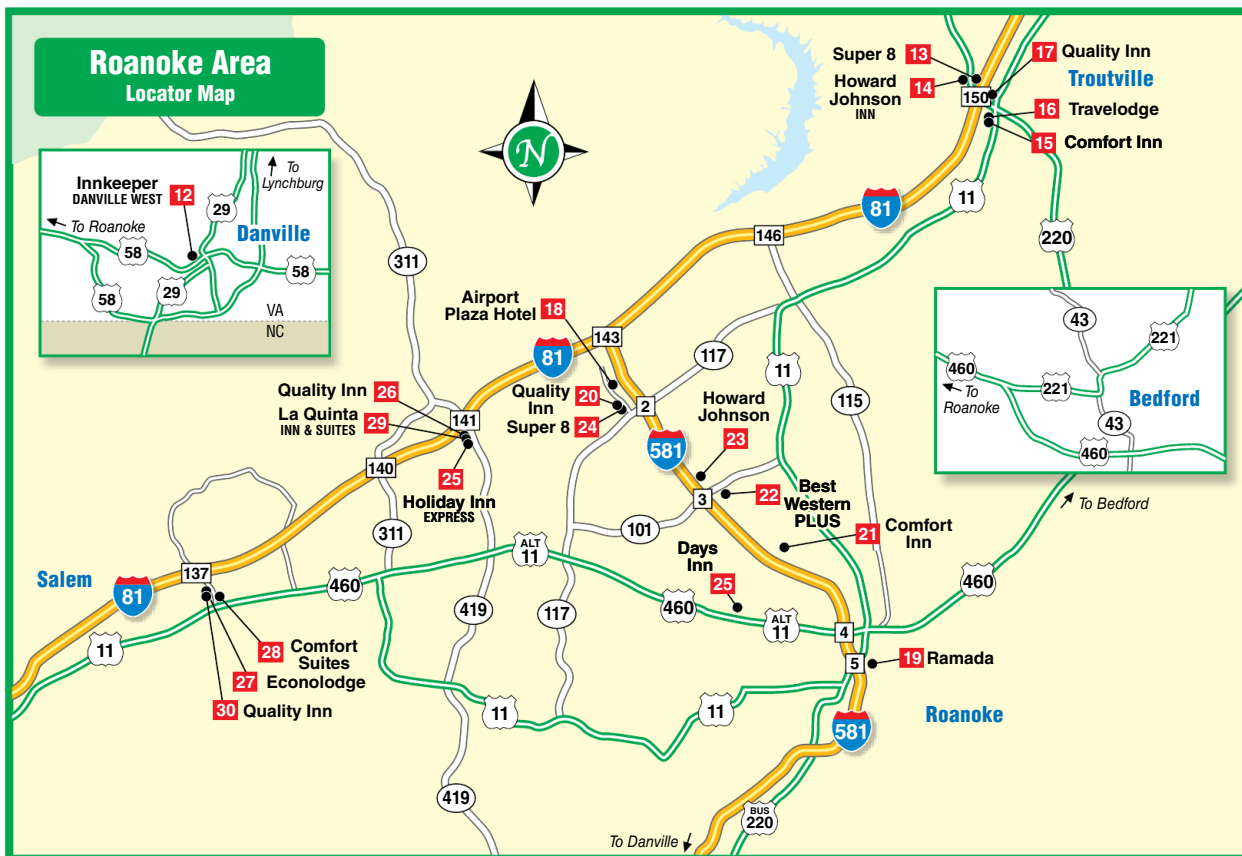 Roanoke Area
Locator Map
N
Super 8 13
Howard
Johnson
INN
14
17 Quality Inn
Troutville
150
16 Travelodge
15 Comfort Inn
11
81
220
146
To
Lynchburg
Innkeeper
DANVILLE WEST
12
29
To Roanoke
Danville
58
58
29
58
VA
NC
311
Airport
Plaza Hotel
18
143
81
117
11
115
43
221
460
221
To
Roanoke
Bedford
43
460
Quality Inn
26
La Quinta
INN & SUITES
29
141
Quality
Inn
20
Super 8 24
2
Howard
Johnson
23
581
140
25
Holiday Inn
EXPRESS
3
22
Best
Western
PLUS
To Bedford
311
101
21 Comfort
Inn
ALT
11
Days
Inn
25
Salem
137
81
460
419
117
460
ALT
11
460
4
11
28 Comfort
Suites
27 Econolodge
30 Quality Inn
5
19 Ramada
11
11
Roanoke
581
419
BUS
220
To Danville